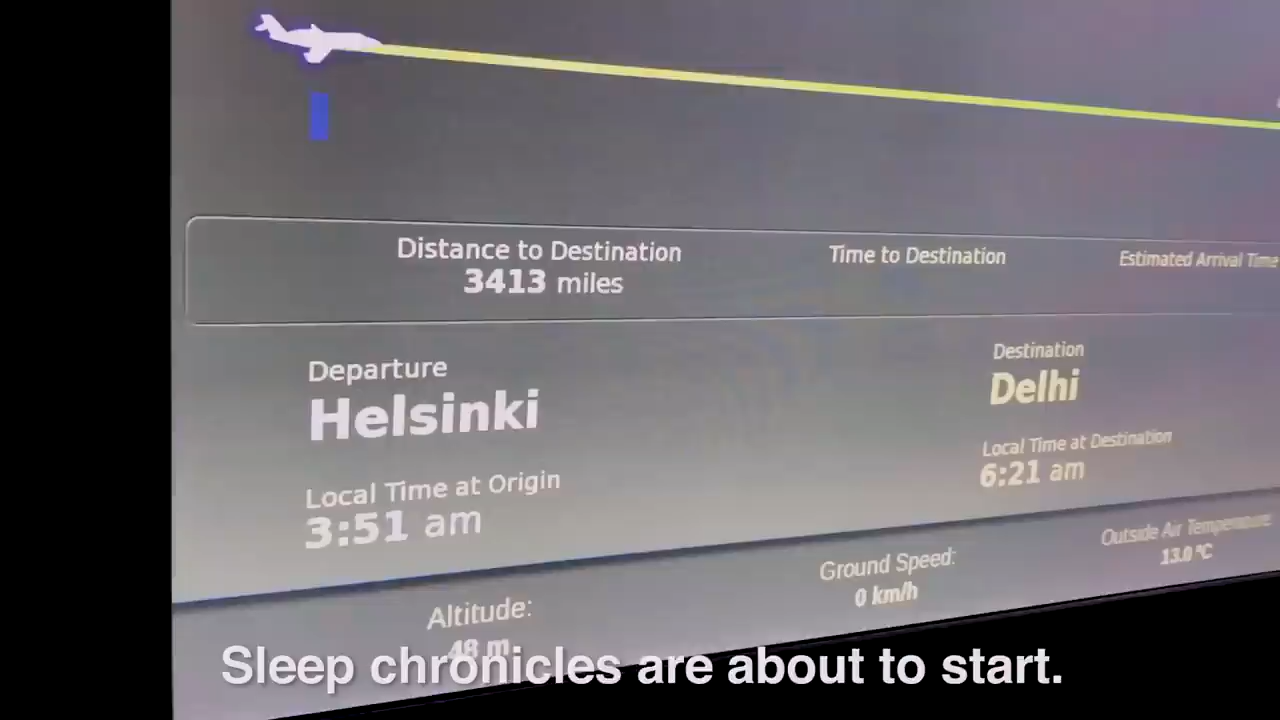 Distance to Destination
3413 miles
Time to Destination
Estimated Arrival Time
Departure
Helsinki
Destination
Delhi
Local Time at Origin
3:51 am
Local Time at Destination
6:21 am
Altitude:
48 m
Ground Speed:
0 km/h
Outside Air Temperature
13.0 °C
Sleep chronicles are about to start.